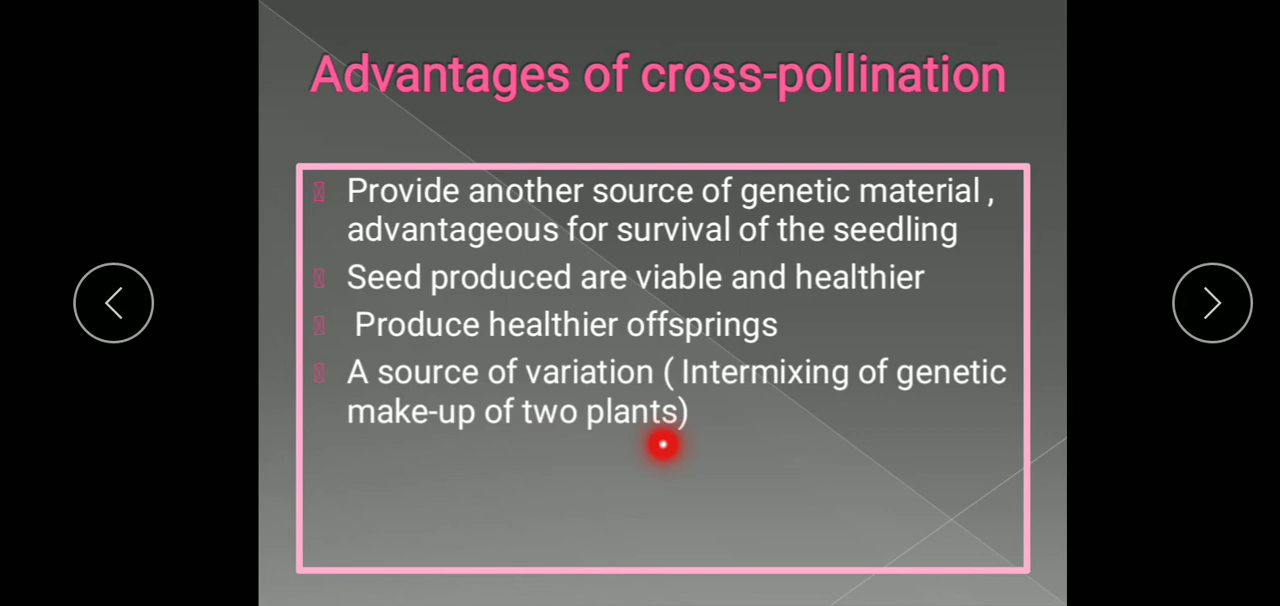 Advantages of cross-pollination
Provide another source of genetic material ,
advantageous for survival of the seedling
Seed produced are viable and healthier
Produce healthier offsprings
A source of variation ( Intermixing of genetic
make-up of two plants)